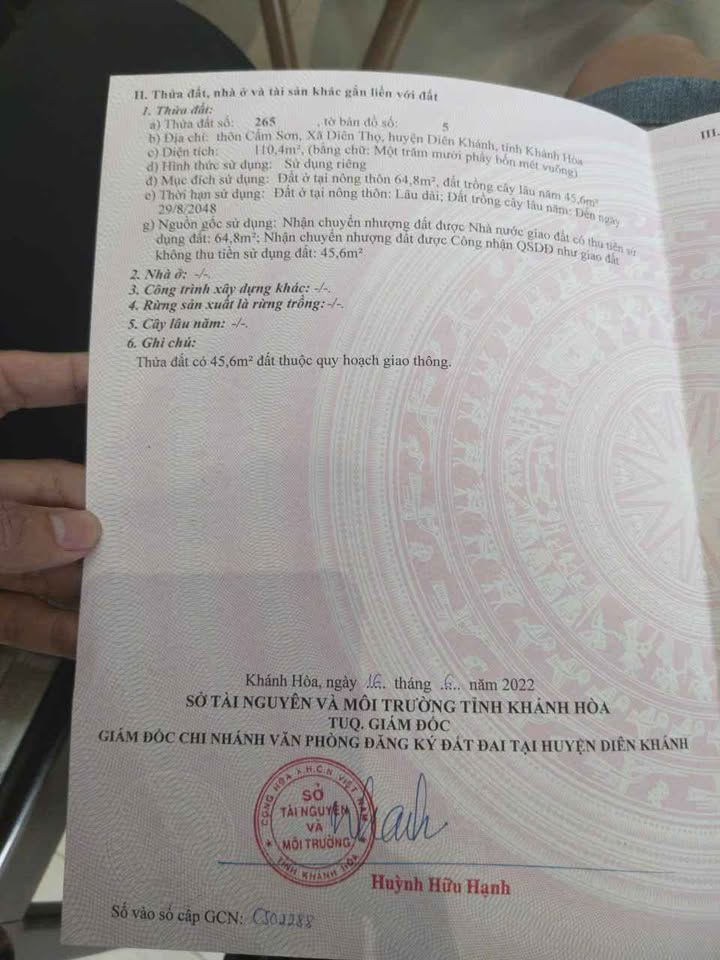 II. Thửa đất, nhà ở và tài sản khác gắn liền với đất
1. Thửa đất:
a) Thửa đất số: 265 , tờ bản đồ số: 5
b) Địa chỉ: thôn Cẩm Sơn, Xã Diên Thọ, huyện Diên Khánh, tỉnh Khánh Hòa
c) Diện tích: 110,4m², (bằng chữ: Một trăm mười phẩy bốn mét vuông)
d) Hình thức sử dụng: Sử dụng riêng
đ) Mục đích sử dụng: Đất ở tại nông thôn 64,8m², đất trồng cây lâu năm 45,6m²
e) Thời hạn sử dụng: Đất ở tại nông thôn: Lâu dài; Đất trồng cây lâu năm: Đến ngày
29/8/2048
g) Nguồn gốc sử dụng: Nhận chuyển nhượng đất được Nhà nước giao đất có thu tiền sử
dụng đất: 64,8m²; Nhận chuyển nhượng đất được Công nhận QSDĐ như giao đất
không thu tiền sử dụng đất: 45,6m²
2. Nhà ở: -/-.
3. Công trình xây dựng khác: -/-.
4. Rừng sản xuất là rừng trồng: -/-.
5. Cây lâu năm: -/-.
6. Ghi chú:
Thửa đất có 45,6m² đất thuộc quy hoạch giao thông.
III.
Khánh Hòa, ngày 16 tháng 6 năm 2022
SỞ TÀI NGUYÊN VÀ MÔI TRƯỜNG TỈNH KHÁNH HÒA
TUQ. GIÁM ĐỐC
GIÁM ĐỐC CHI NHÁNH VĂN PHÒNG ĐĂNG KÝ ĐẤT ĐAI TẠI HUYỆN DIÊN KHÁNH
CỘNG HÒA X.H.C.N VIỆT NAM
SỞ
TÀI NGUYÊN
VÀ
MÔI TRƯỜNG
TỈNH KHÁNH HÒA
Huỳnh Hữu Hạnh
Số vào sổ cấp GCN: CS02288